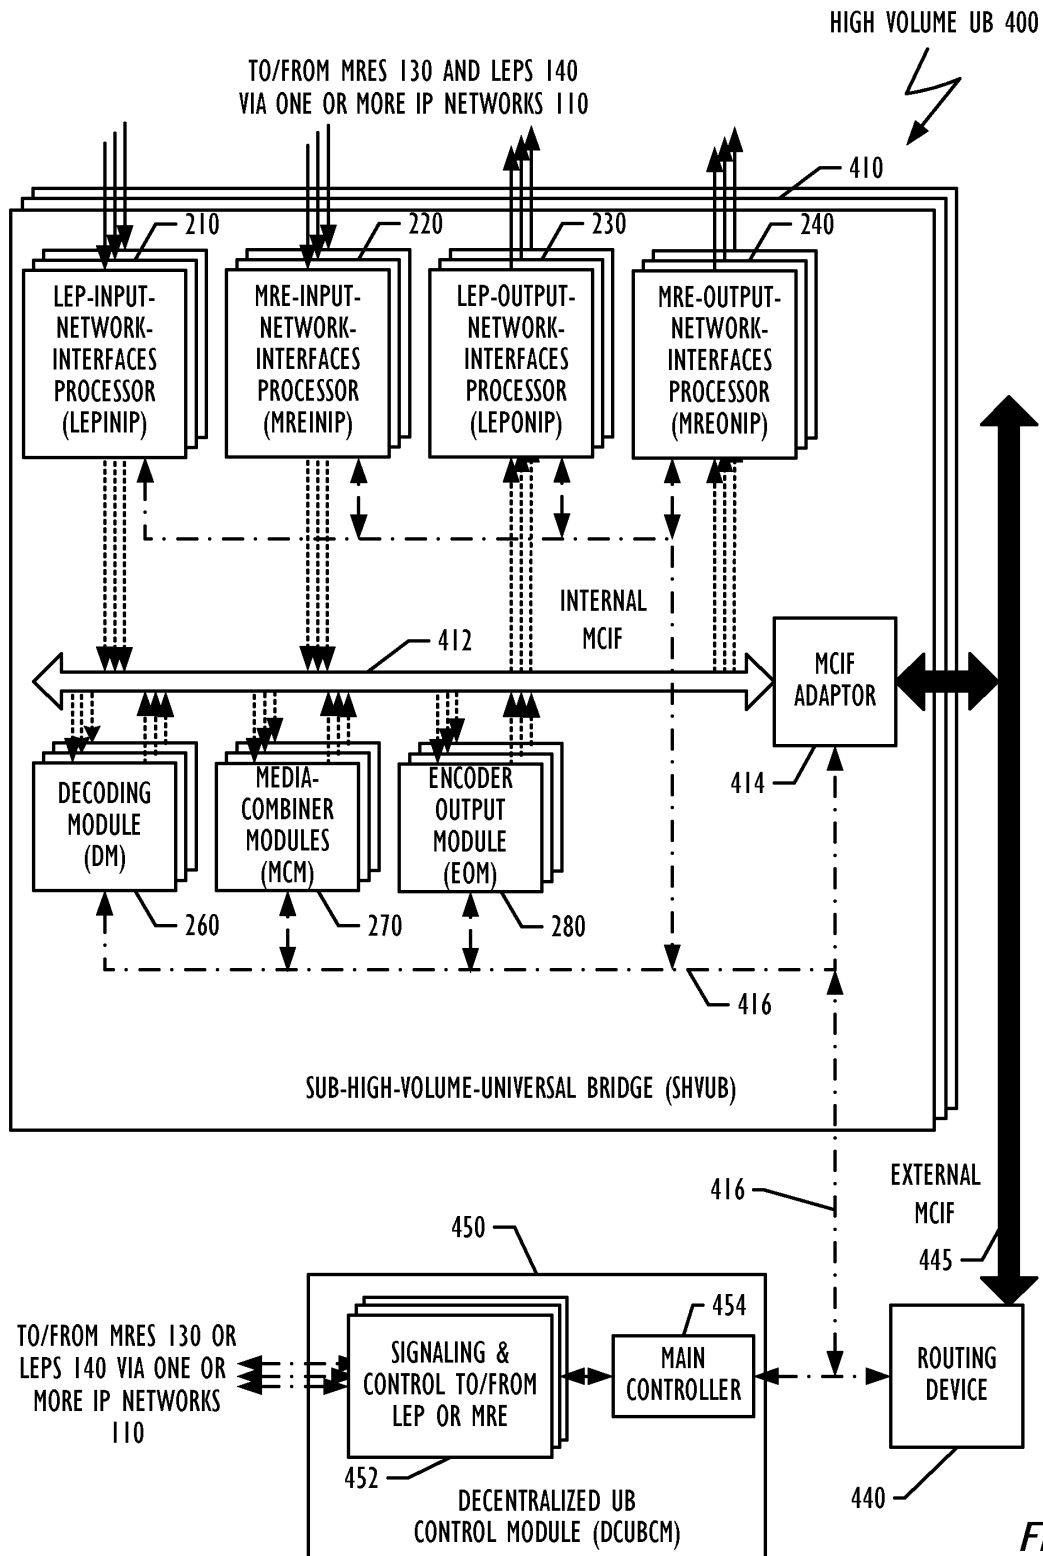 HIGH VOLUME UB 400
TO/FROM MRES 130 AND LEPS 140
VIA ONE OR MORE IP NETWORKS 110
410
210
220
230
240
LEP-INPUT-
NETWORK-
INTERFACES
PROCESSOR
(LEPINIP)
MRE-INPUT-
NETWORK-
INTERFACES
PROCESSOR
(MREINIP)
LEP-OUTPUT-
NETWORK-
INTERFACES
PROCESSOR
(LEPONIP)
MRE-OUTPUT-
NETWORK-
INTERFACES
PROCESSOR
(MREONIP)
INTERNAL
MCIF
412
MCIF
ADAPTOR
414
DECODING
MODULE
(DM)
MEDIA-
COMBINER
MODULES
(MCM)
ENCODER
OUTPUT
MODULE
(EOM)
260
270
280
416
SUB-HIGH-VOLUME-UNIVERSAL BRIDGE (SHVUB)
416
EXTERNAL
MCIF
445
450
454
TO/FROM MRES 130 OR
LEPS 140 VIA ONE OR
MORE IP NETWORKS
110
SIGNALING &
CONTROL TO/FROM
LEP OR MRE
MAIN
CONTROLLER
ROUTING
DEVICE
452
440
DECENTRALIZED UB
CONTROL MODULE (DCUBCM)